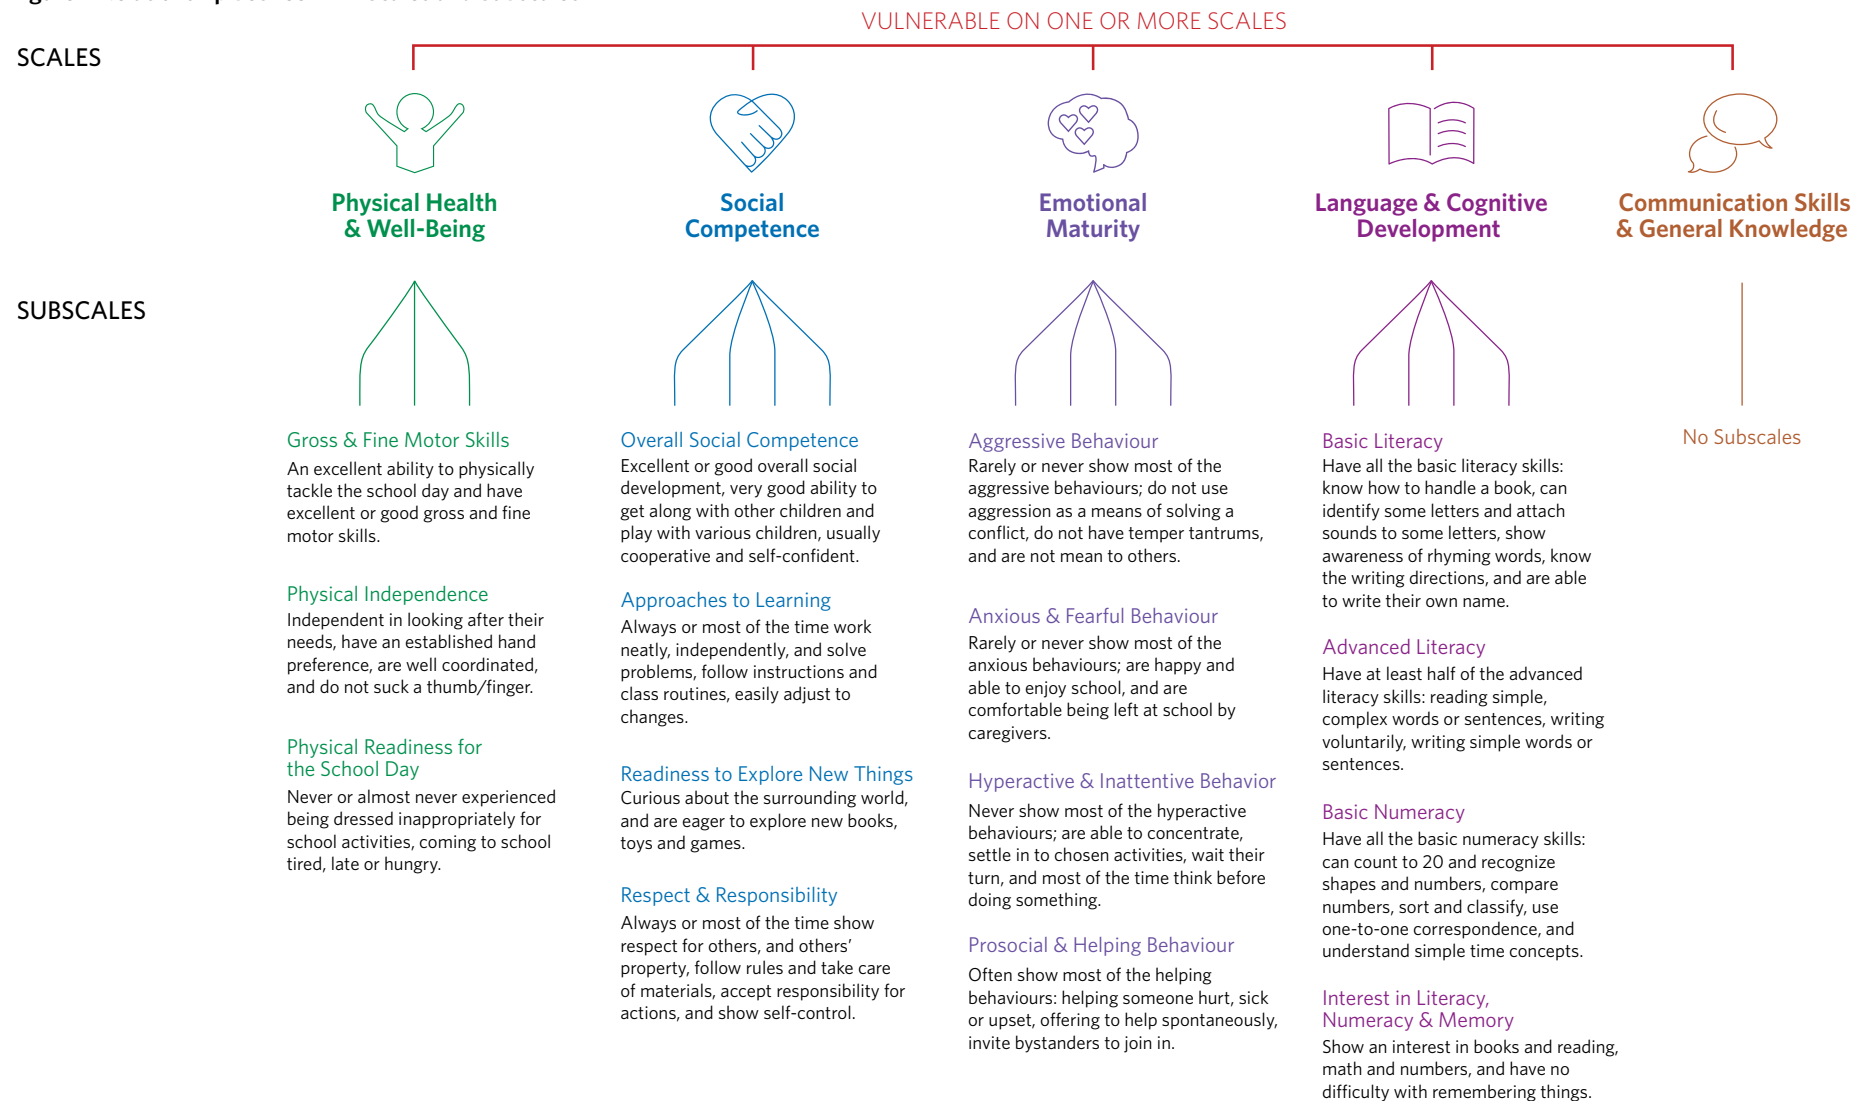 VULNERABLE ON ONE OR MORE SCALES
SCALES
Physical Health
& Well-Being
Social
Competence
Emotional
Maturity
Language & Cognitive
Development
Communication Skills
& General Knowledge
SUBSCALES
Gross & Fine Motor Skills
An excellent ability to physically
tackle the school day and have
excellent or good gross and fine
motor skills.
Physical Independence
Independent in looking after their
needs, have an established hand
preference, are well coordinated,
and do not suck a thumb/finger.
Physical Readiness for
the School Day
Never or almost never experienced
being dressed inappropriately for
school activities, coming to school
tired, late or hungry.
Overall Social Competence
Excellent or good overall social
development, very good ability to
get along with other children and
play with various children, usually
cooperative and self-confident.
Approaches to Learning
Always or most of the time work
neatly, independently, and solve
problems, follow instructions and
class routines, easily adjust to
changes.
Readiness to Explore New Things
Curious about the surrounding world,
and are eager to explore new books,
toys and games.
Respect & Responsibility
Always or most of the time show
respect for others, and others'
property, follow rules and take care
of materials, accept responsibility for
actions, and show self-control.
Aggressive Behaviour
Rarely or never show most of the
aggressive behaviours; do not use
aggression as a means of solving a
conflict, do not have temper tantrums,
and are not mean to others.
Anxious & Fearful Behaviour
Rarely or never show most of the
anxious behaviours; are happy and
able to enjoy school, and are
comfortable being left at school by
caregivers.
Hyperactive & Inattentive Behavior
Never show most of the hyperactive
behaviours; are able to concentrate,
settle in to chosen activities, wait their
turn, and most of the time think before
doing something.
Prosocial & Helping Behaviour
Often show most of the helping
behaviours: helping someone hurt, sick
or upset, offering to help spontaneously,
invite bystanders to join in.
Basic Literacy
Have all the basic literacy skills:
know how to handle a book, can
identify some letters and attach
sounds to some letters, show
awareness of rhyming words, know
the writing directions, and are able
to write their own name.
Advanced Literacy
Have at least half of the advanced
literacy skills: reading simple,
complex words or sentences, writing
voluntarily, writing simple words or
sentences.
Basic Numeracy
Have all the basic numeracy skills:
can count to 20 and recognize
shapes and numbers, compare
numbers, sort and classify, use
one-to-one correspondence, and
understand simple time concepts.
Interest in Literacy,
Numeracy & Memory
Show an interest in books and reading,
math and numbers, and have no
difficulty with remembering things.
No Subscales